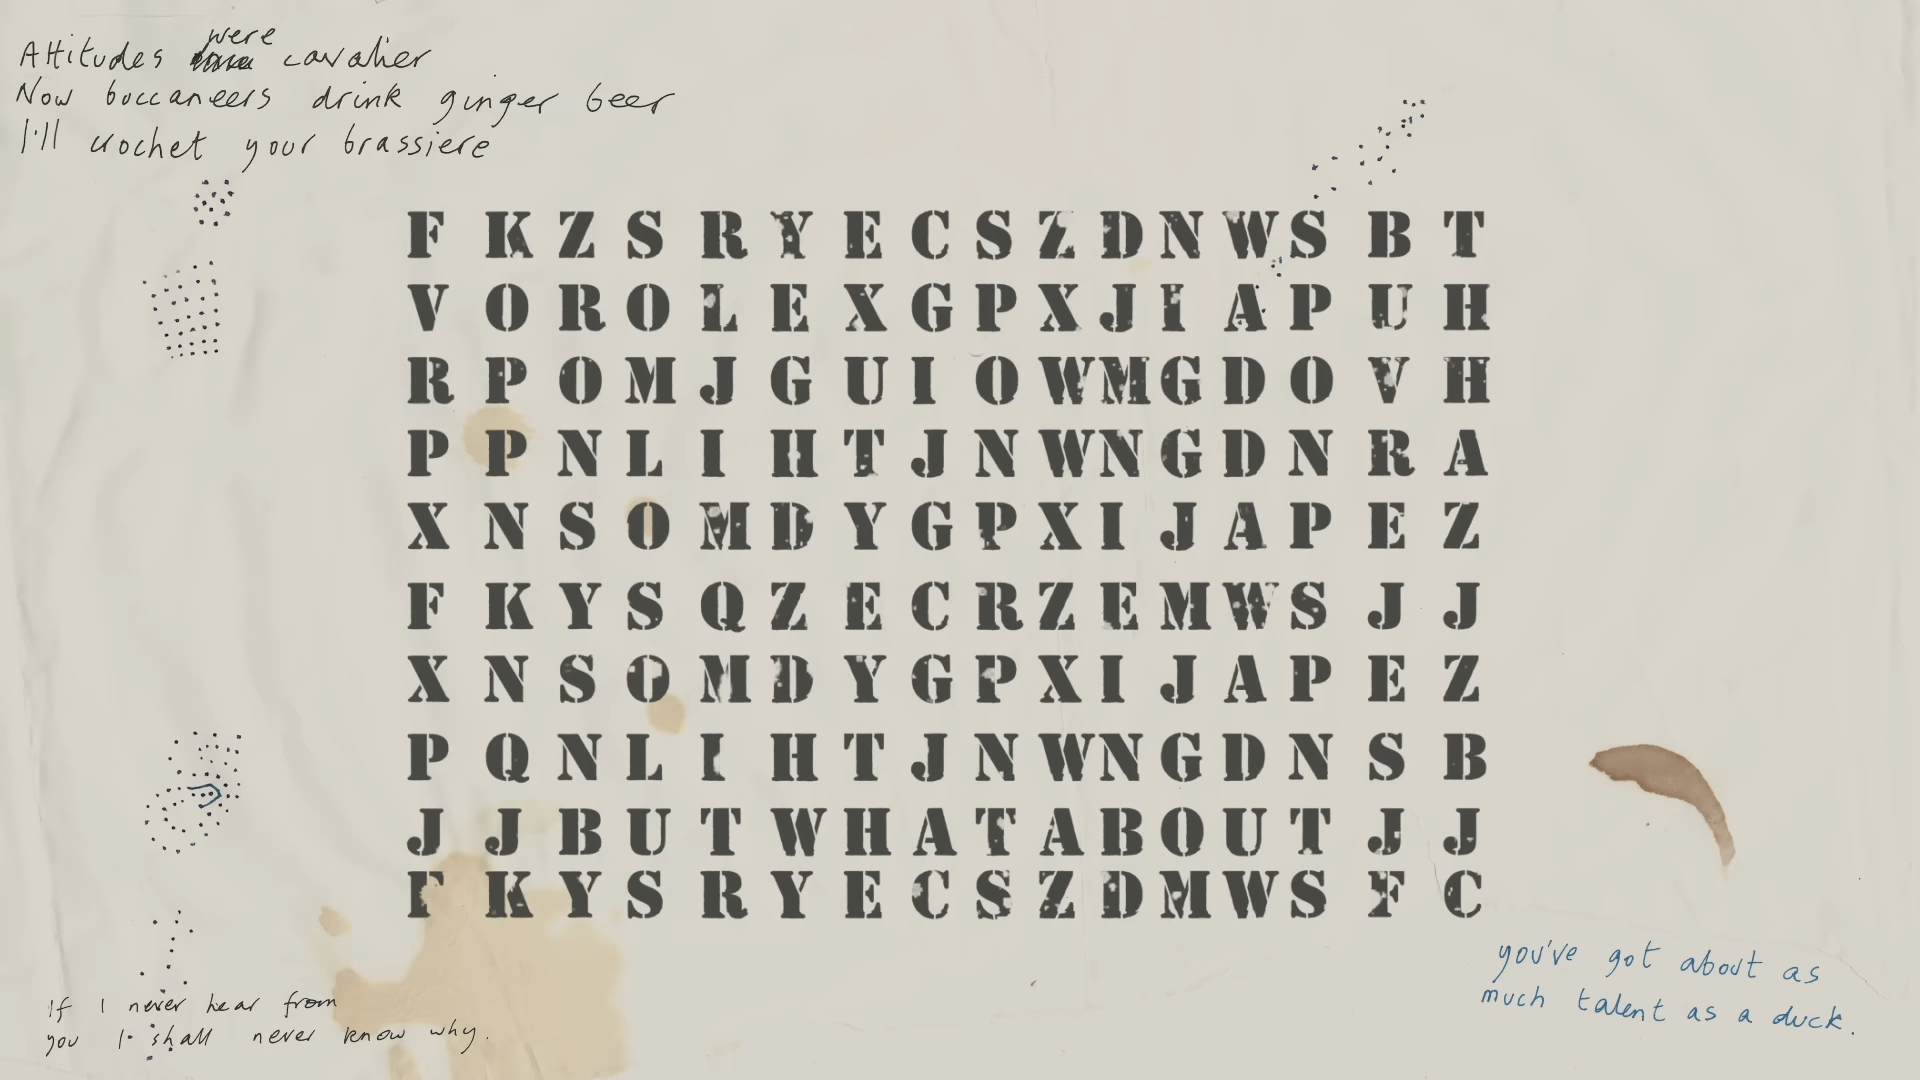 Attitudes were cavalier
Now buccaneers drink ginger beer
I'll crochet your brassiere
F K Z S R Y E C S Z D N W S B T
V O R O L E X G P X J I A P U H
R P O M J G U I O W M G D O V H
P P N L I H T J N W N G D N R A
X N S O M D Y G P X I J A P E Z
F K Y S Q Z E C R Z E M W S J J
X N S O M D Y G P X I J A P E Z
P Q N L I H T J N W N G D N S B
J J B U T W H A T A B O U T J J
F K Y S R Y E C S Z D M W S F C
you've got about as
much talent as a duck.
If I never hear from
you I shall never know why.